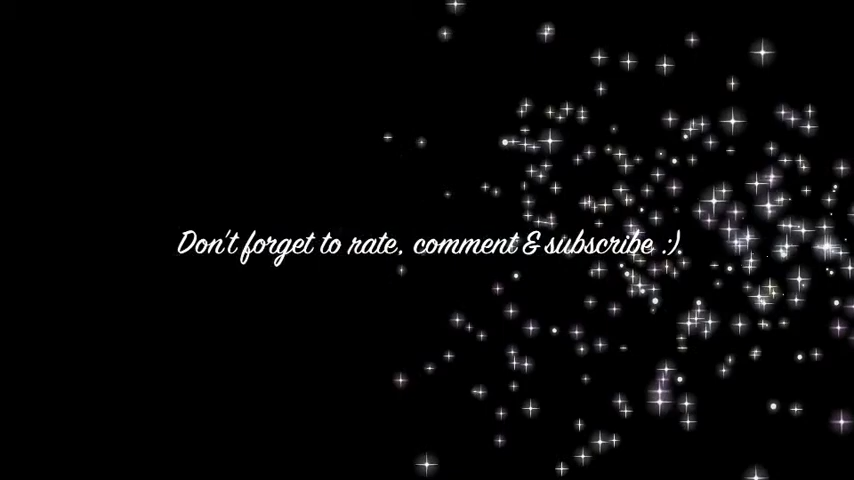 Don't forget to rate, comment & subscribe :).